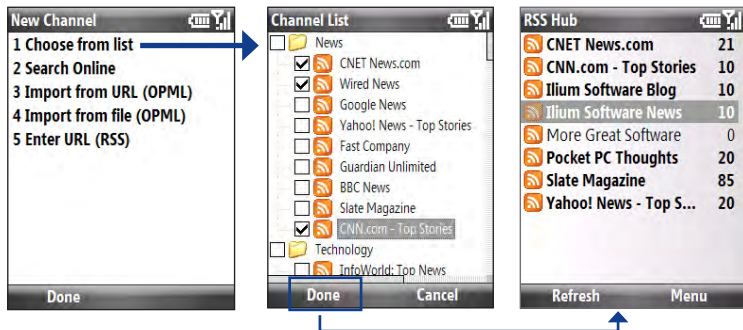 New Channel
1 Choose from list
2 Search Online
3 Import from URL (OPML)
4 Import from file (OPML)
5 Enter URL (RSS)
Done
Channel List
News
CNET News.com
Wired News
Google News
Yahoo! News - Top Stories
Fast Company
Guardian Unlimited
BBC News
Slate Magazine
CNN.com - Top Stories
Technology
InfoWorld: Top News
Done Cancel
RSS Hub
CNET News.com 21
CNN.com - Top Stories 10
Ilium Software Blog 10
Ilium Software News 10
More Great Software 0
Pocket PC Thoughts 20
Slate Magazine 85
Yahoo! News - Top S... 20
Refresh Menu